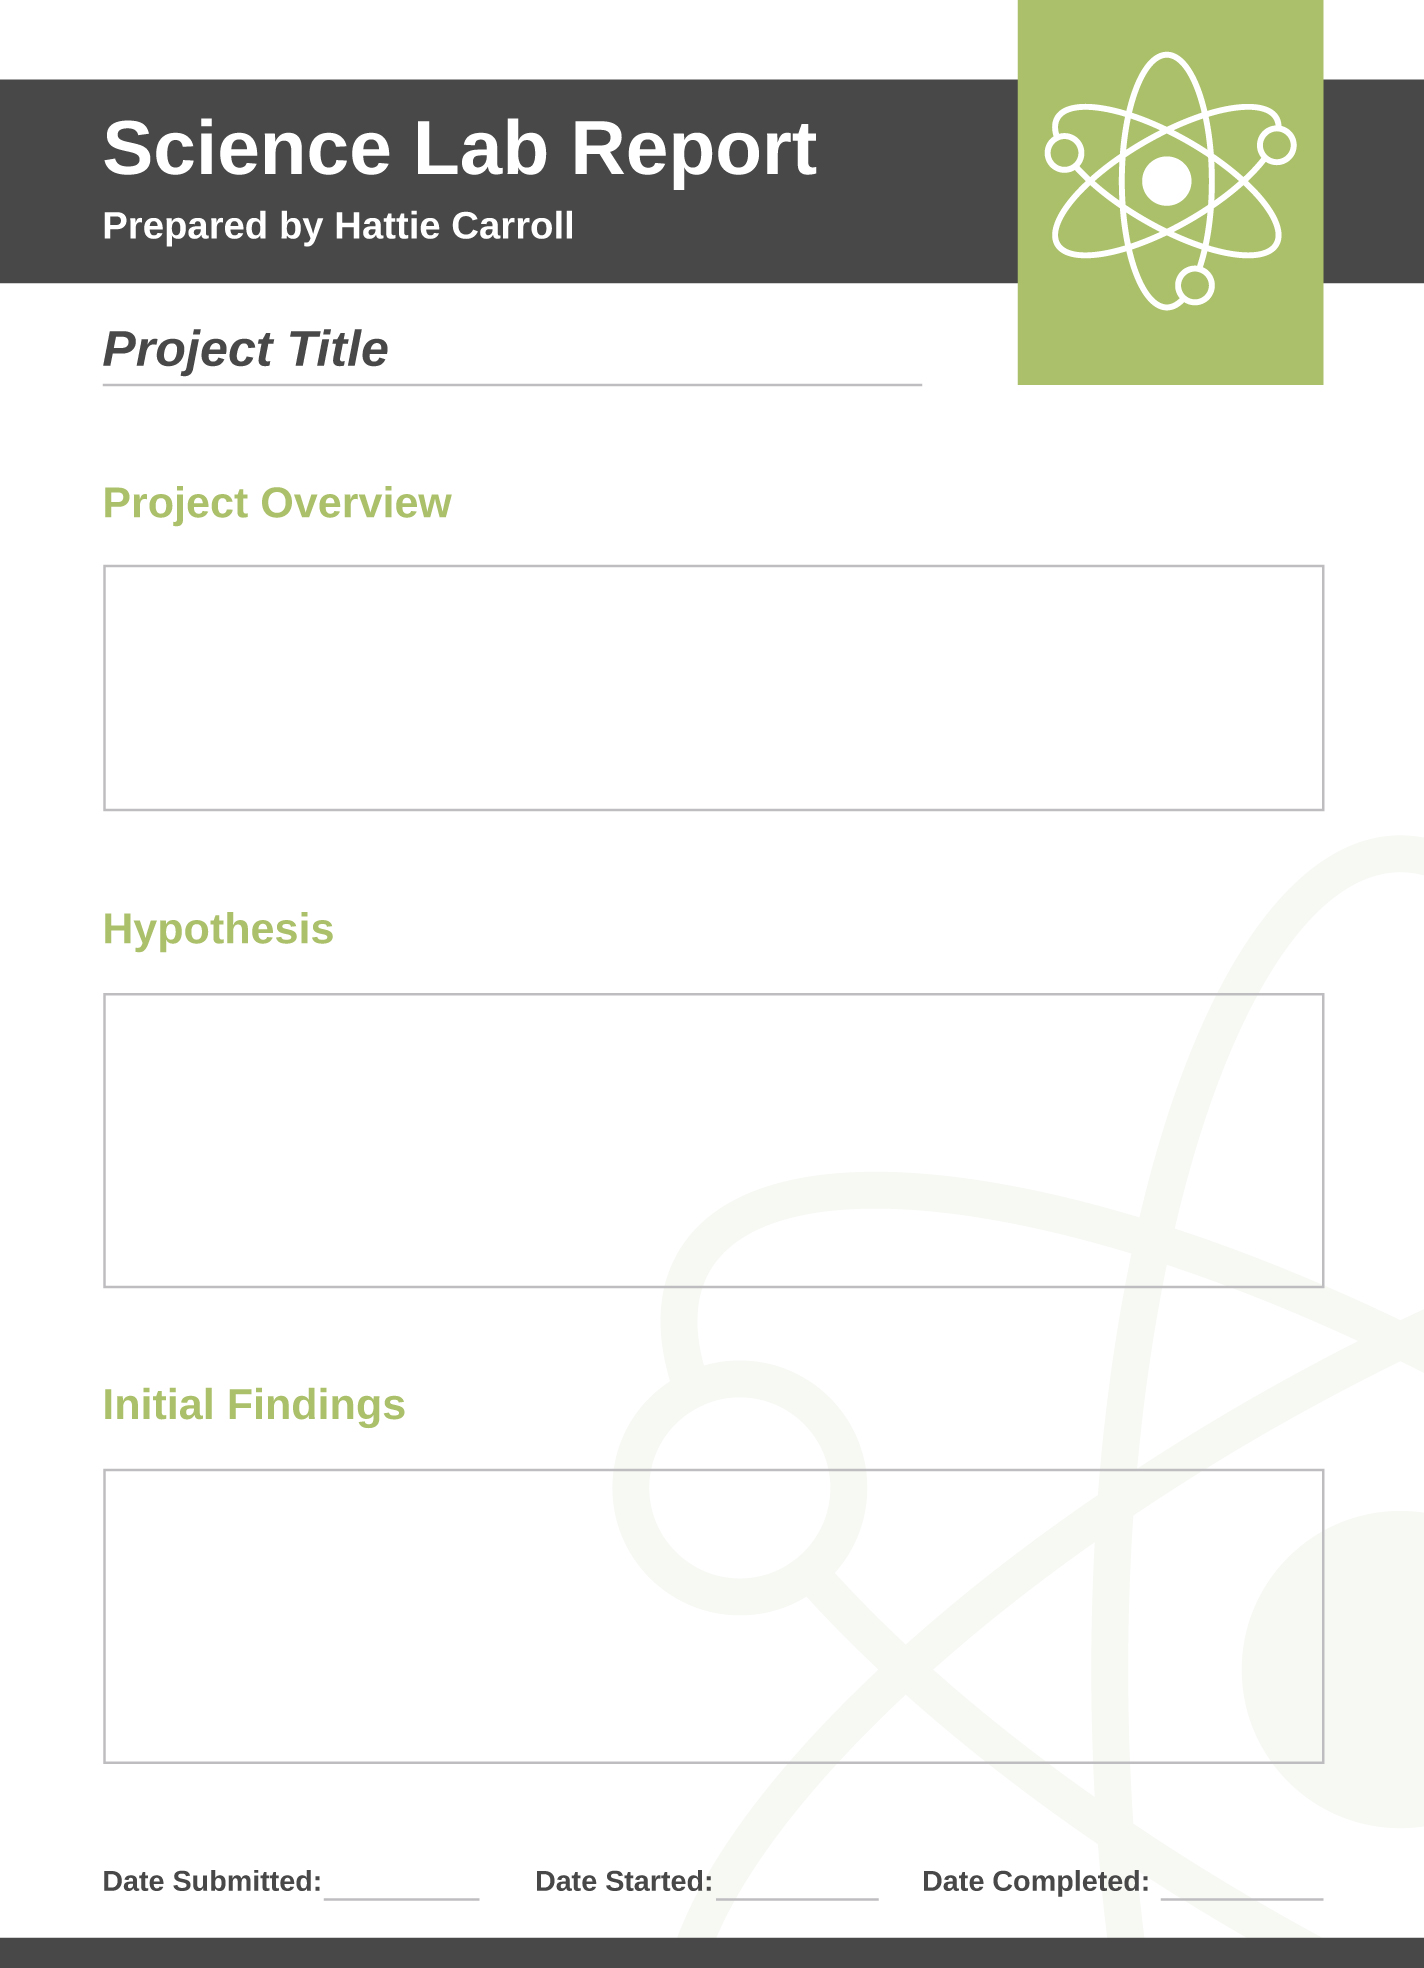 Science Lab Report
Prepared by Hattie Carroll
Project Title
Project Overview
Hypothesis
Initial Findings
Date Submitted: Date Started: Date Completed: